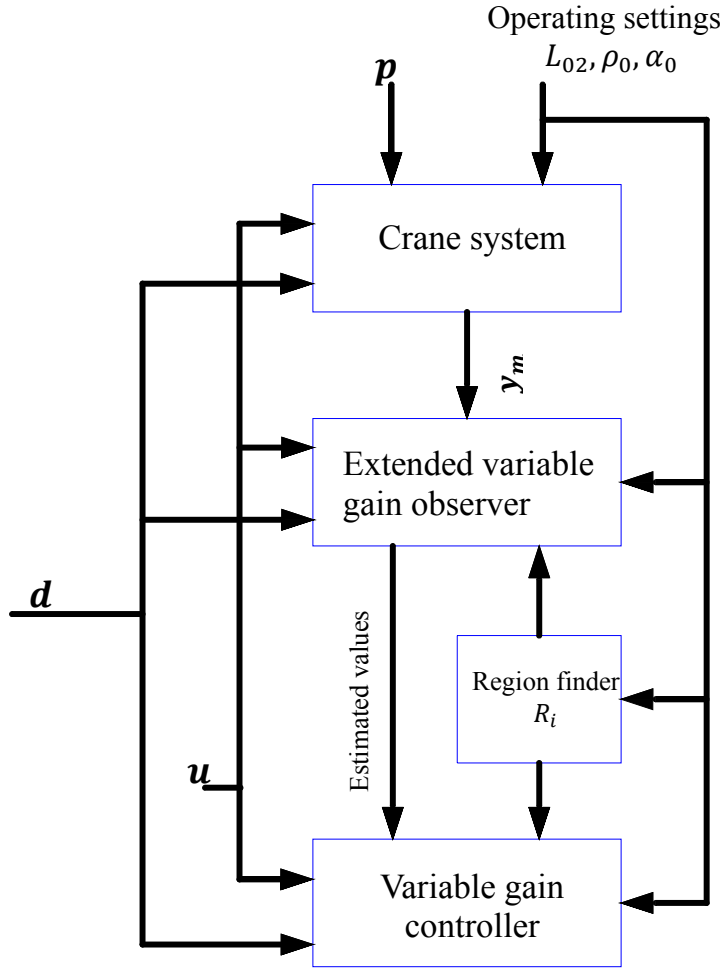 Operating settings
L₀₂, ρ₀, α₀
p
Crane system
yₘ
Extended variable
gain observer
d
Estimated values
Region finder
Rᵢ
u
Variable gain
controller